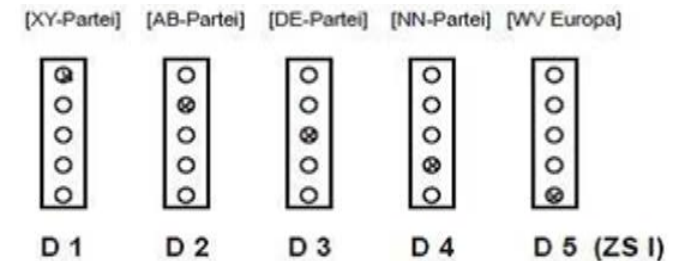 [XY-Partei] [AB-Partei] [DE-Partei] [NN-Partei] [WV Europa]
D 1 D 2 D 3 D 4 D 5 (ZS I)